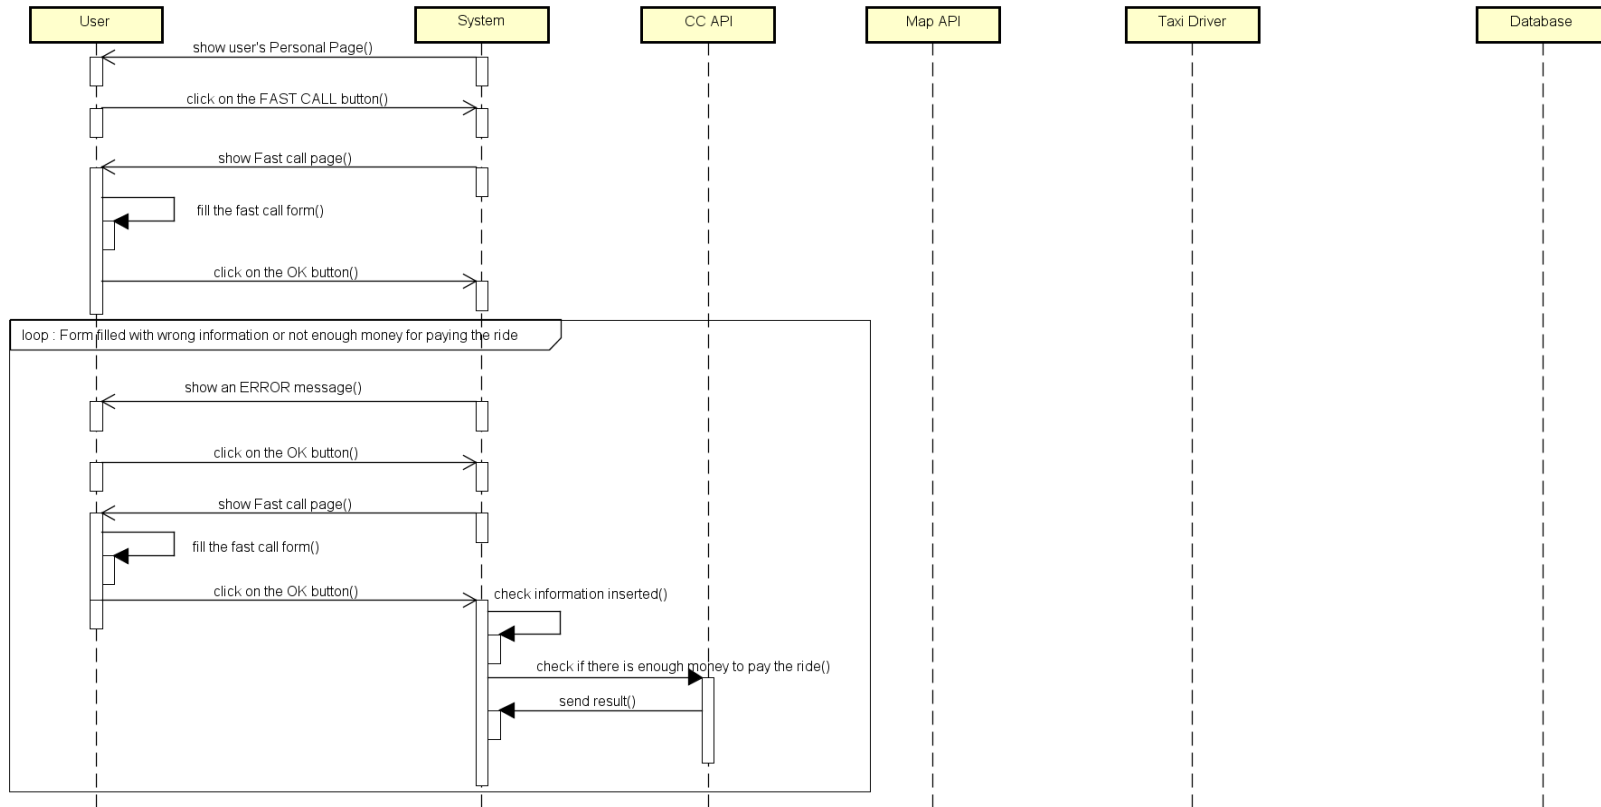 User
System
CC API
Map API
Taxi Driver
Database
show user's Personal Page()
click on the FAST CALL button()
show Fast call page()
fill the fast call form()
click on the OK button()
loop : Form filled with wrong information or not enough money for paying the ride
show an ERROR message()
click on the OK button()
show Fast call page()
fill the fast call form()
click on the OK button()
check information inserted()
check if there is enough money to pay the ride()
send result()